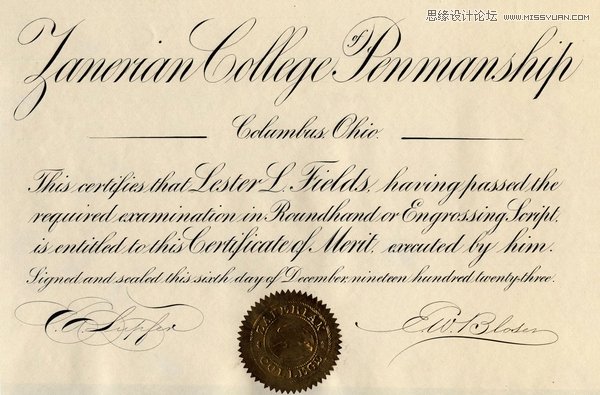 思缘设计论坛 WWW.MISSYUAN.COM
Zanerian College of Penmanship
Columbus, Ohio.
This certifies that Lester L. Fields, having passed the
required examination in Roundhand or Engrossing Script,
is entitled to this Certificate of Merit, executed by him.
Signed and sealed this sixth day of December, nineteen hundred twenty-three.
E. W. Bloser
ZANERIAN
COLLEGE